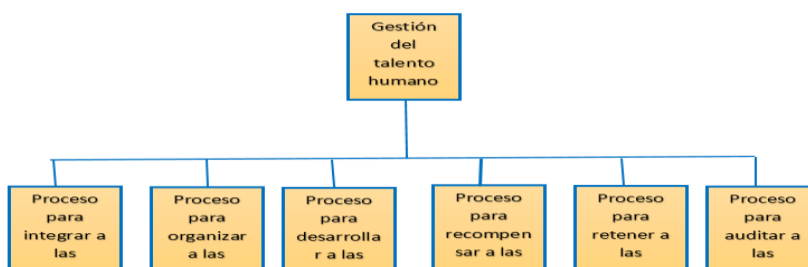 Gestión
del
talento
humano
Proceso
para
integrar a
las
Proceso
para
organizar
a las
Proceso
para
desarrolla
r a las
Proceso
para
recompen
sar a las
Proceso
para
retener a
las
Proceso
para
auditar a
las